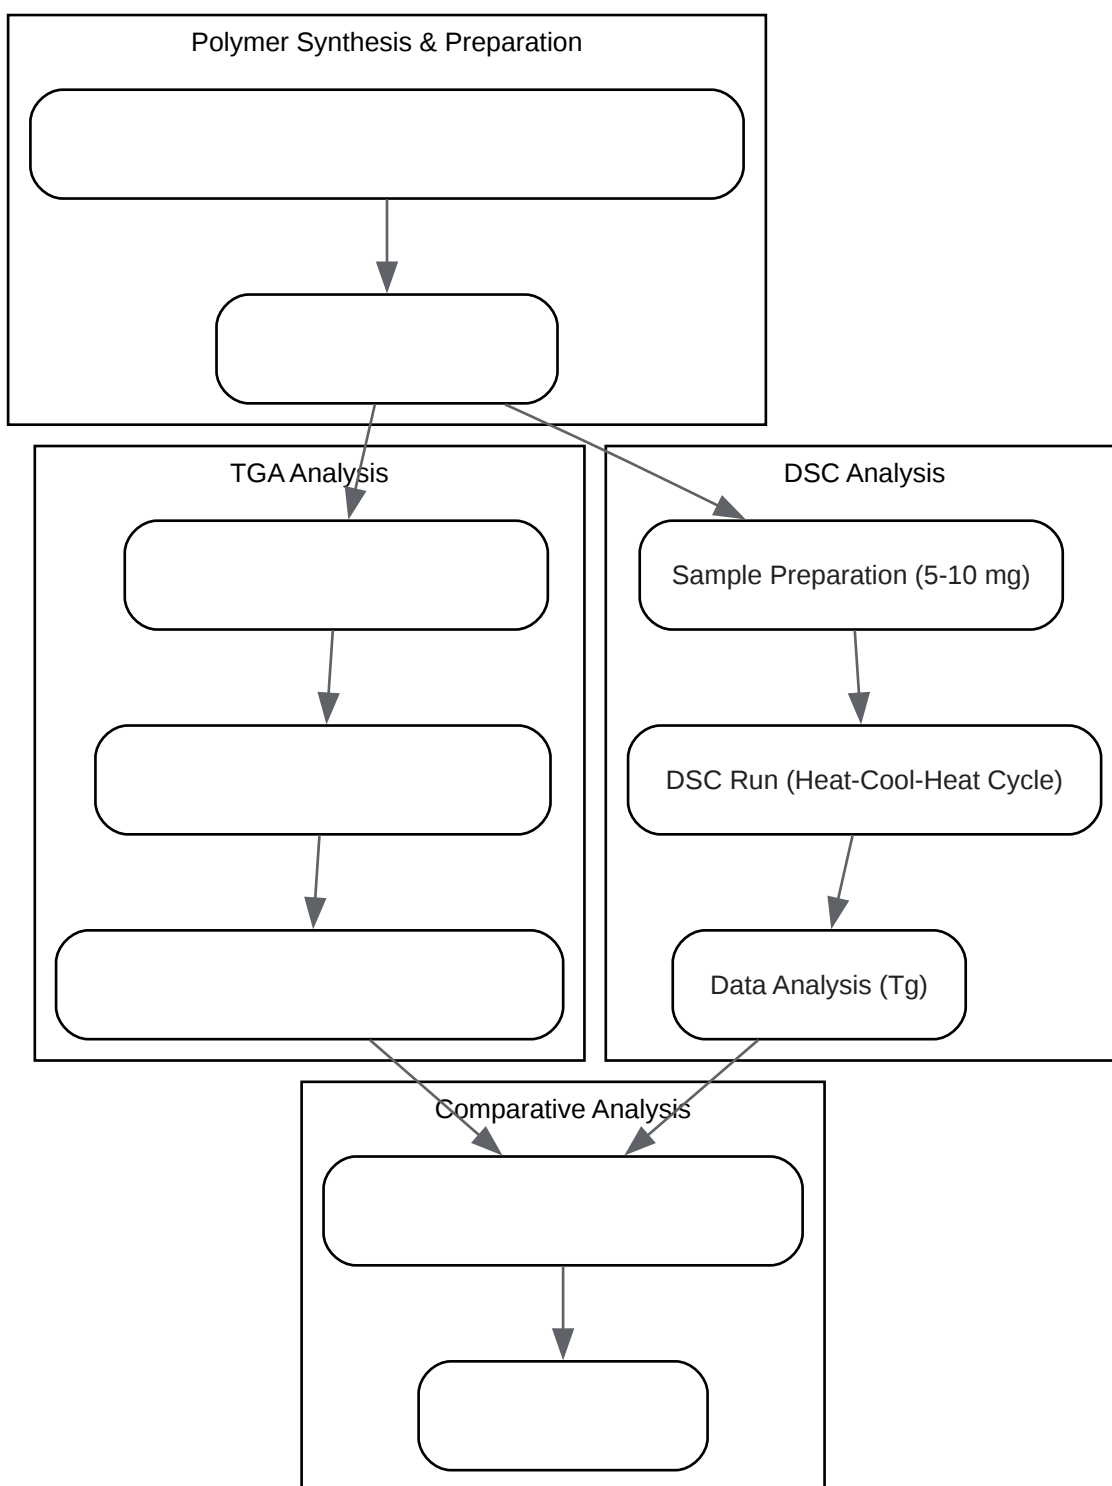 Polymer Synthesis & Preparation
TGA Analysis
DSC Analysis
Sample Preparation (5-10 mg)
DSC Run (Heat-Cool-Heat Cycle)
Data Analysis (Tg)
Comparative Analysis